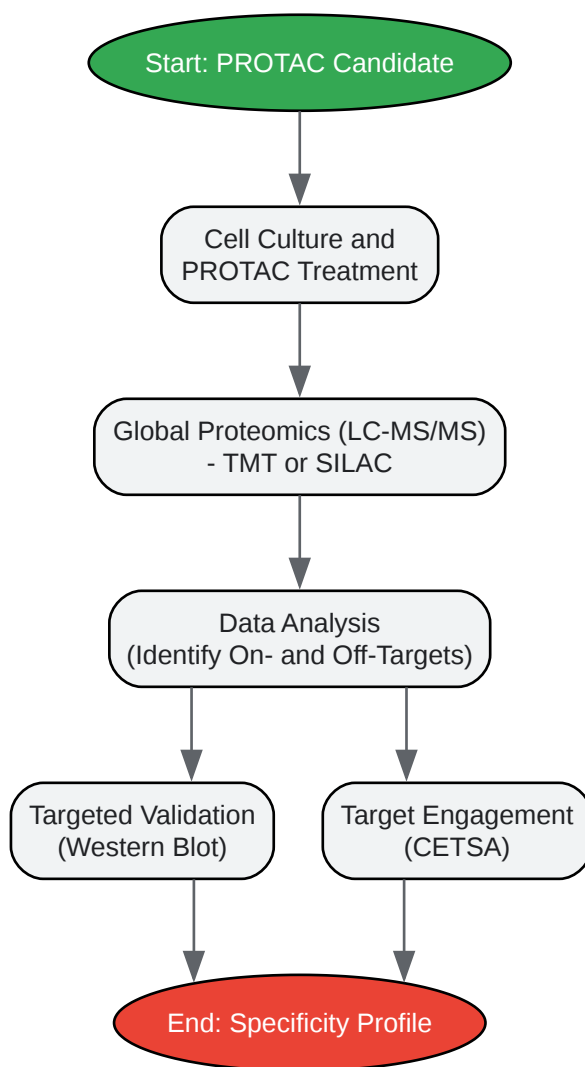 Start: PROTAC Candidate
Cell Culture and
PROTAC Treatment
Global Proteomics (LC-MS/MS)
- TMT or SILAC
Data Analysis
(Identify On- and Off-Targets)
Targeted Validation
(Western Blot)
Target Engagement
(CETSA)
End: Specificity Profile